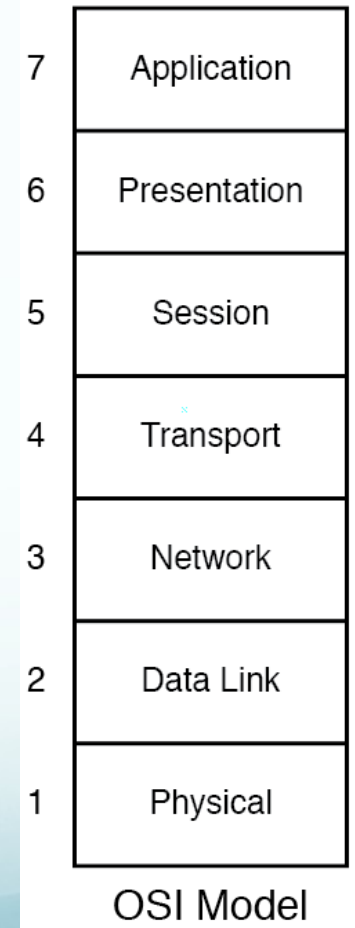 7 Application
6 Presentation
5 Session
x
4 Transport
3 Network
2 Data Link
1 Physical
OSI Model